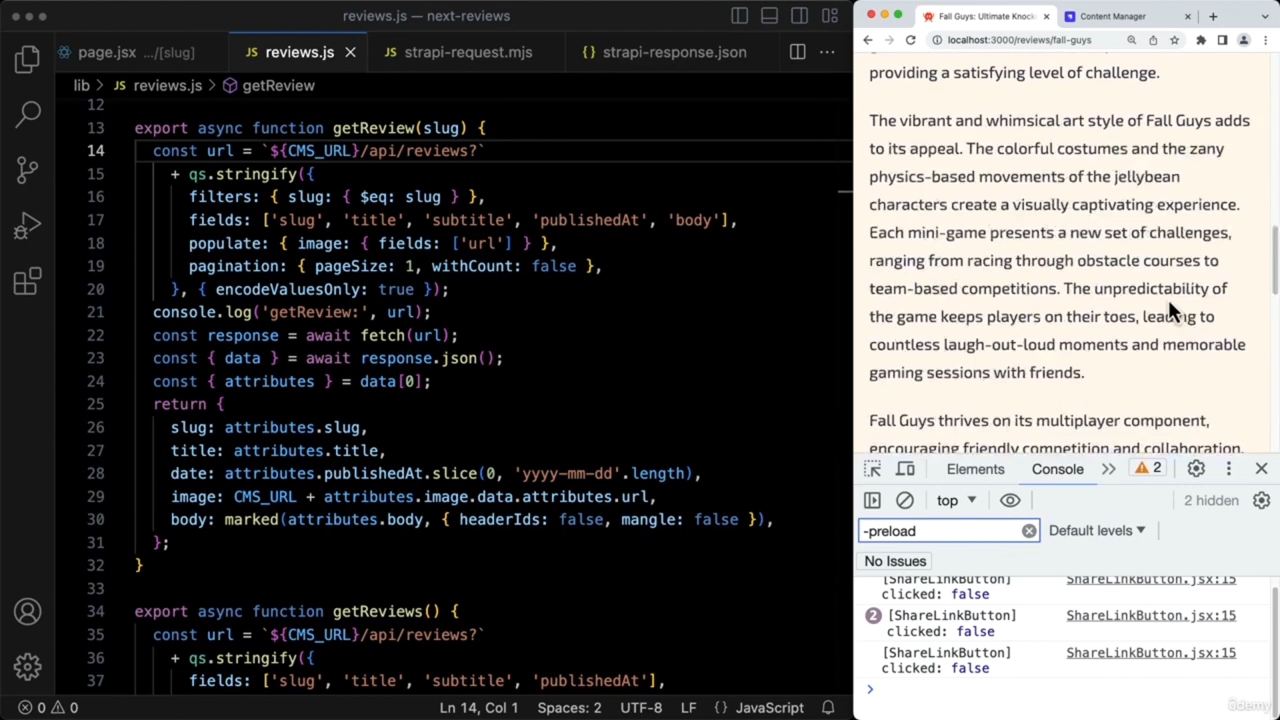 reviews.js — next-reviews
page.jsx .../[slug]
JS reviews.js
JS strapi-request.mjs
{} strapi-response.json
lib > JS reviews.js > getReview
12
13 export async function getReview(slug) {
14 const url = `${CMS_URL}/api/reviews?`
15 + qs.stringify({
16 filters: { slug: { $eq: slug } },
17 fields: ['slug', 'title', 'subtitle', 'publishedAt', 'body'],
18 populate: { image: { fields: ['url'] } },
19 pagination: { pageSize: 1, withCount: false },
20 }, { encodeValuesOnly: true });
21 console.log('getReview:', url);
22 const response = await fetch(url);
23 const { data } = await response.json();
24 const { attributes } = data[0];
25 return {
26 slug: attributes.slug,
27 title: attributes.title,
28 date: attributes.publishedAt.slice(0, 'yyyy-mm-dd'.length),
29 image: CMS_URL + attributes.image.data.attributes.url,
30 body: marked(attributes.body, { headerIds: false, mangle: false }),
31 };
32 }
33
34 export async function getReviews() {
35 const url = `${CMS_URL}/api/reviews?`
36 + qs.stringify({
37 fields: ['slug', 'title', 'subtitle', 'publishedAt'],
0 0 Ln 14, Col 1 Spaces: 2 UTF-8 LF {} JavaScript
Fall Guys: Ultimate Knock
Content Manager
localhost:3000/reviews/fall-guys
providing a satisfying level of challenge.
The vibrant and whimsical art style of Fall Guys adds
to its appeal. The colorful costumes and the zany
physics-based movements of the jellybean
characters create a visually captivating experience.
Each mini-game presents a new set of challenges,
ranging from racing through obstacle courses to
team-based competitions. The unpredictability of
the game keeps players on their toes, leading to
countless laugh-out-loud moments and memorable
gaming sessions with friends.
Fall Guys thrives on its multiplayer component,
encouraging friendly competition and collaboration.
Elements Console 2
top 2 hidden
-preload Default levels
No Issues
[ShareLinkButton] ShareLinkButton.jsx:15
clicked: false
2 [ShareLinkButton] ShareLinkButton.jsx:15
clicked: false
[ShareLinkButton] ShareLinkButton.jsx:15
clicked: false
ûdemy